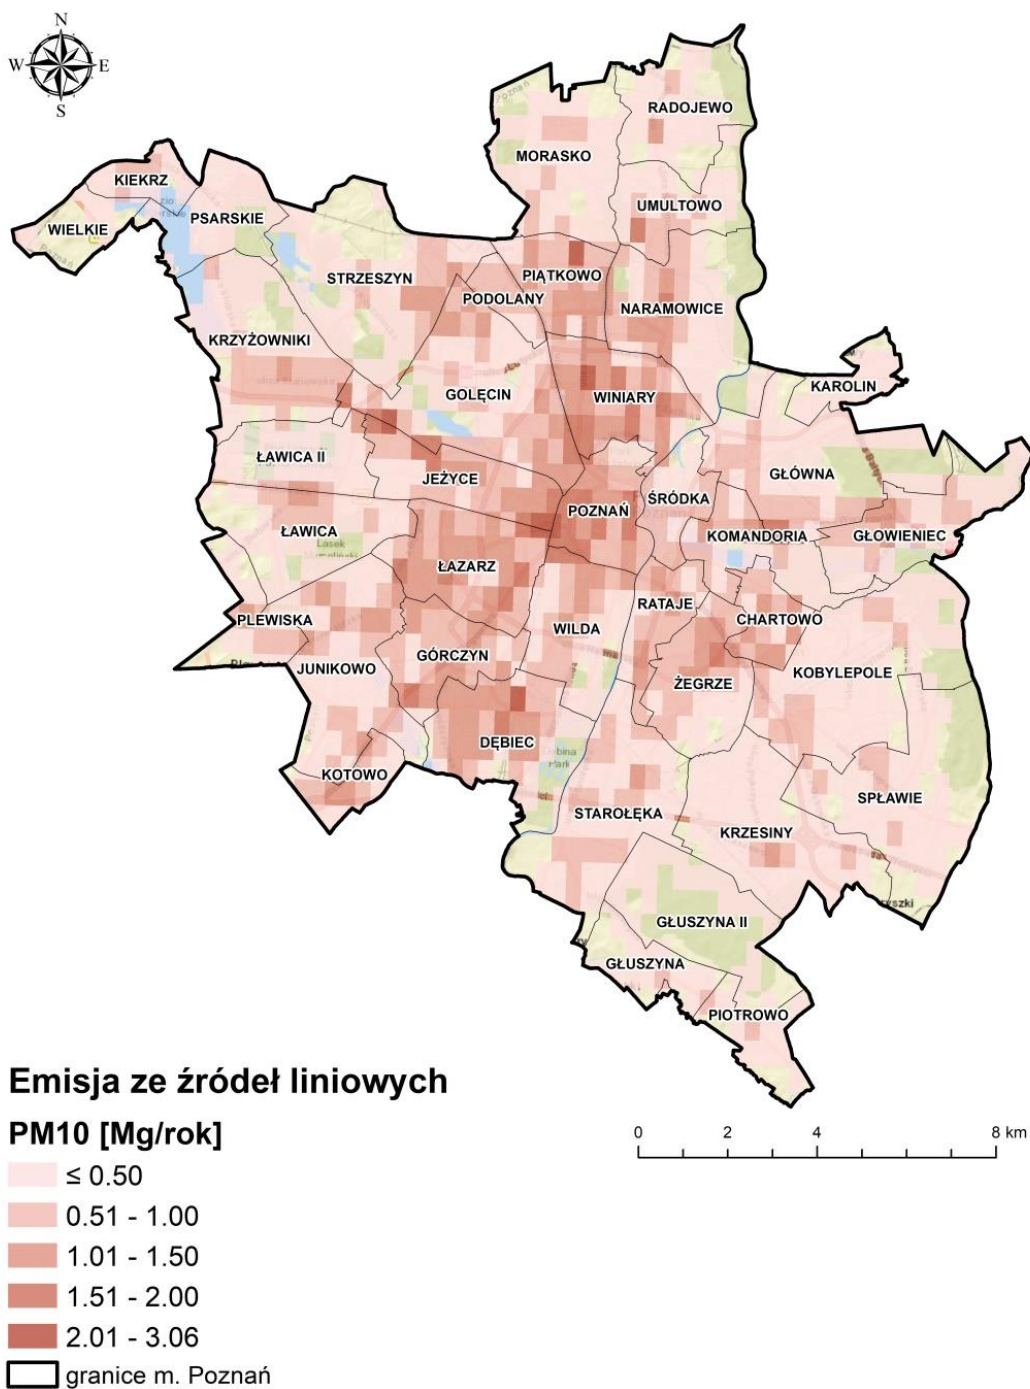 N
W E
S
RADOJEWO
MORASKO
KIEKRZ
UMULTOWO
PSARSKIE
WIELKIE
STRZESZYN
PIĄTKOWO
PODOLANY
NARAMOWICE
KRZYŻOWNIKI
KAROLIN
GOLĘCIN
WINIARY
ŁAWICA II
GŁÓWNA
JEŻYCE
ŚRÓDKA
POZNAŃ
ŁAWICA
KOMANDORIA
GŁOWIENIEC
Lasek
ŁAZARZ
RATAJE
PLEWISKA
CHARTOWO
WILDA
GÓRCZYN
JUNIKOWO
KOBYLEPOLE
ŻEGRZE
DĘBIEC
KOTOWO
SPŁAWIE
STAROŁĘKA
KRZESINY
GŁUSZYNA II
GŁUSZYNA
PIOTROWO
Emisja ze źródeł liniowych
PM10 [Mg/rok]
0 2 4 8 km
≤ 0.50
0.51 - 1.00
1.01 - 1.50
1.51 - 2.00
2.01 - 3.06
granice m. Poznań